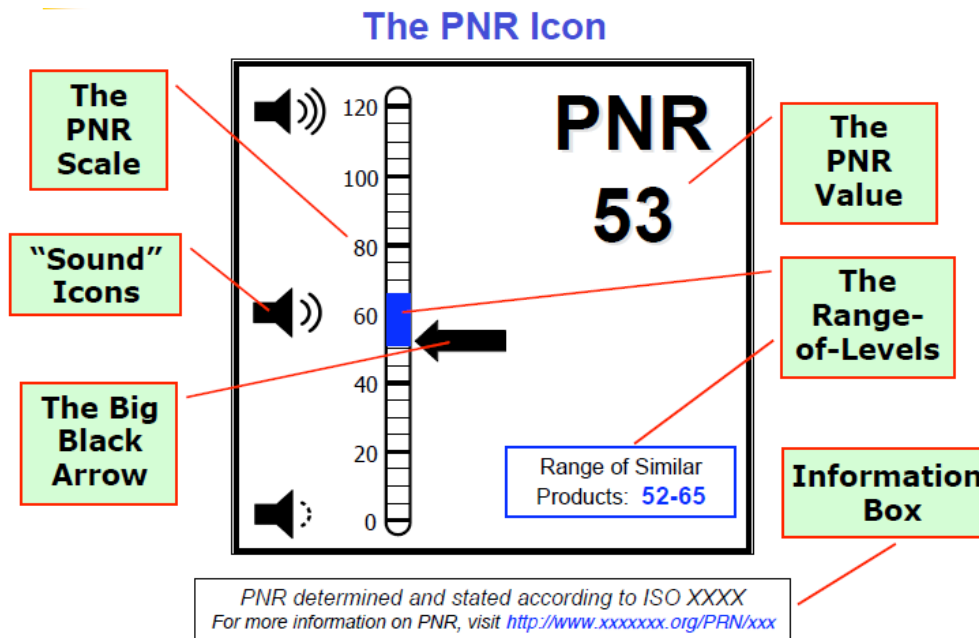 The PNR Icon
The
PNR
Scale
"Sound"
Icons
The Big
Black
Arrow
120
100
80
60
40
20
0
PNR
53
Range of Similar
Products: 52-65
The
PNR
Value
The
Range-
of-Levels
Information
Box
PNR determined and stated according to ISO XXXX
For more information on PNR, visit http://www.xxxxxxx.org/PRN/xxx